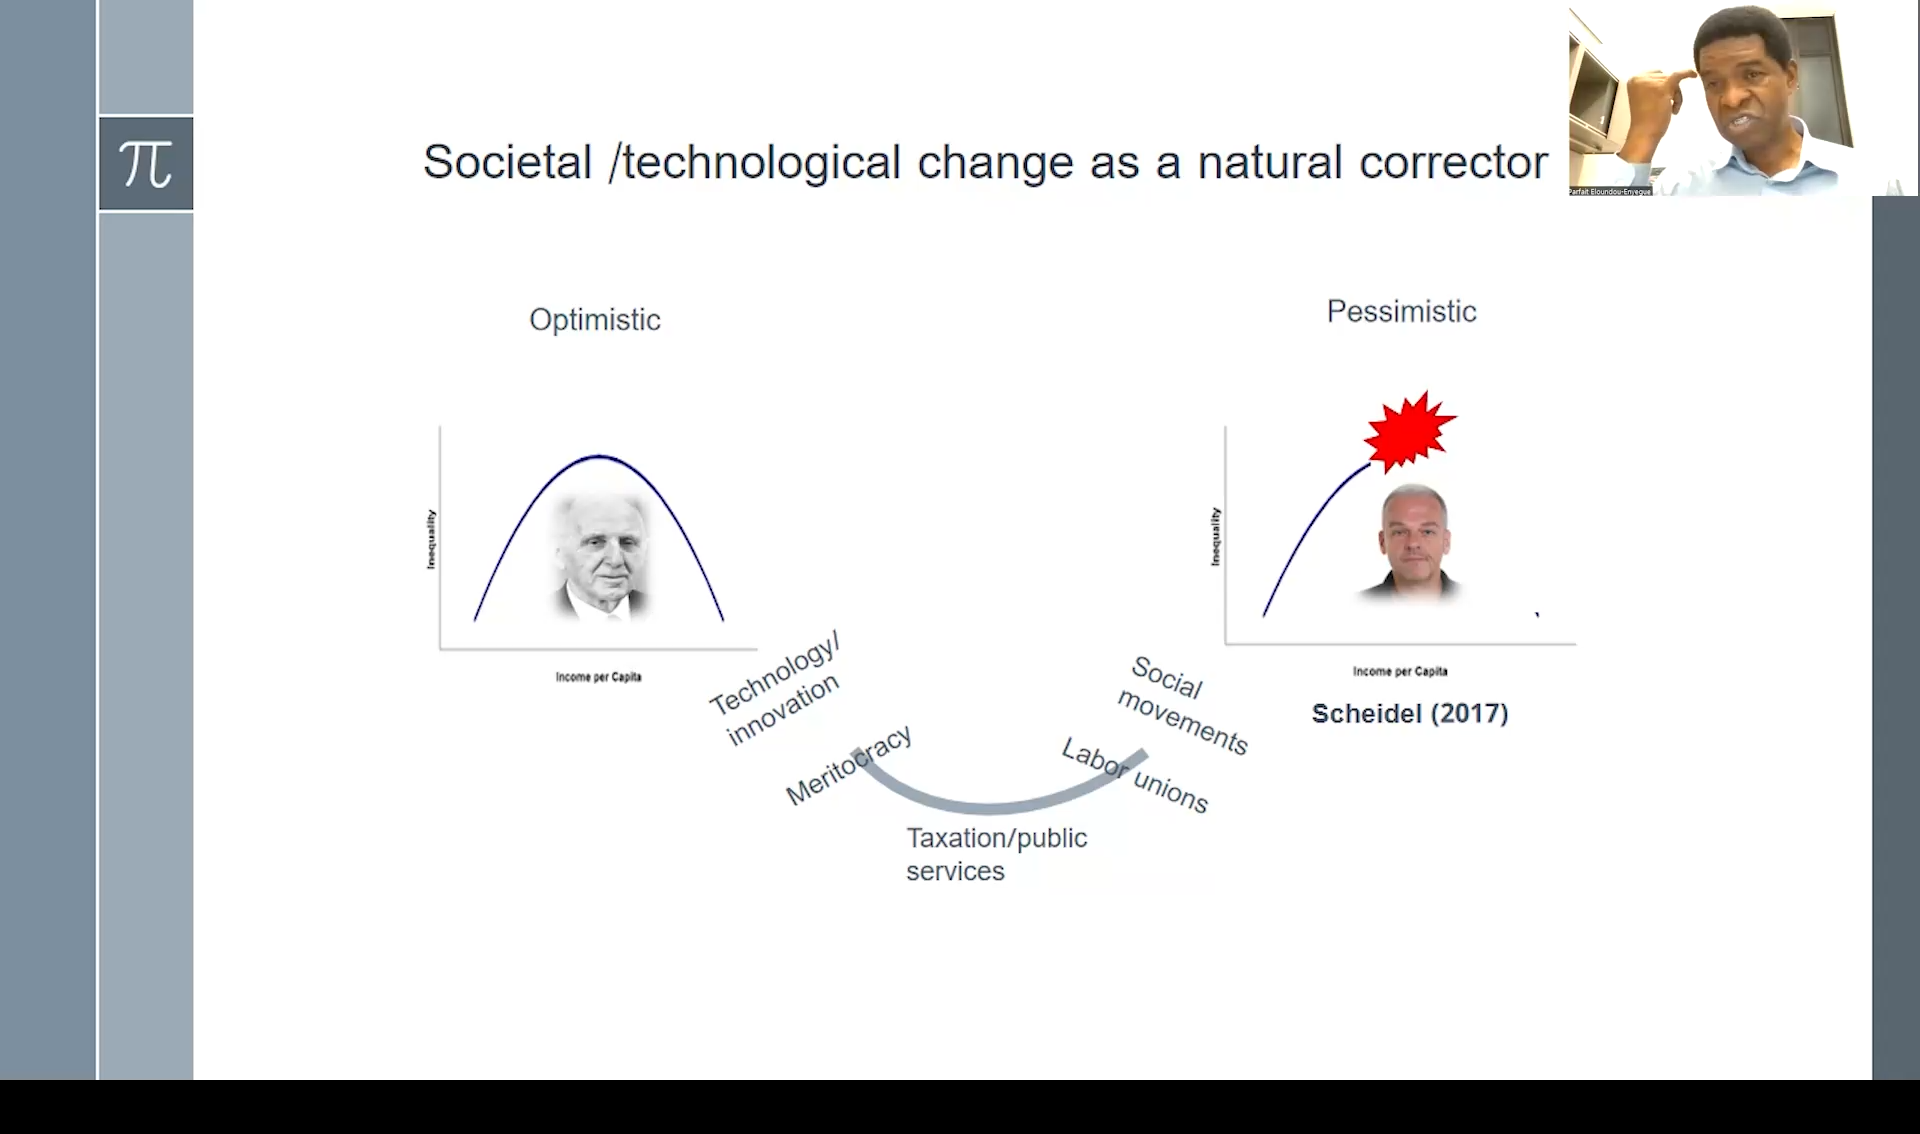 π
Societal /technological change as a natural corrector
Parfait Eloundou-Enyegue
Optimistic
Pessimistic
Inequality
Income per Capita
Inequality
Income per Capita
Scheidel (2017)
Technology/
innovation
Meritocracy
Taxation/public
services
Labor unions
Social
movements